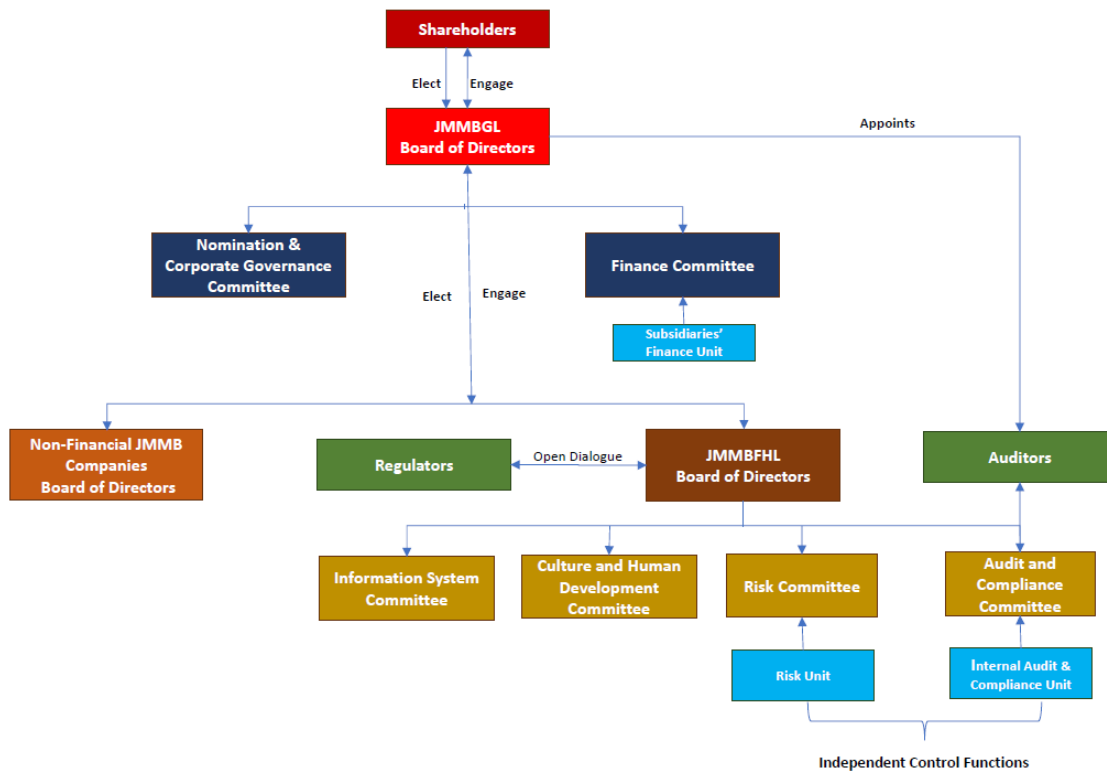 Shareholders
Elect
Engage
JMMBGL
Board of Directors
Appoints
Nomination &
Corporate Governance
Committee
Finance Committee
Elect
Engage
Subsidiaries'
Finance Unit
Non-Financial JMMB
Companies
Board of Directors
Regulators
Open Dialogue
JMMBFHL
Board of Directors
Auditors
Information System
Committee
Culture and Human
Development
Committee
Risk Committee
Audit and
Compliance
Committee
Risk Unit
Internal Audit &
Compliance Unit
Independent Control Functions